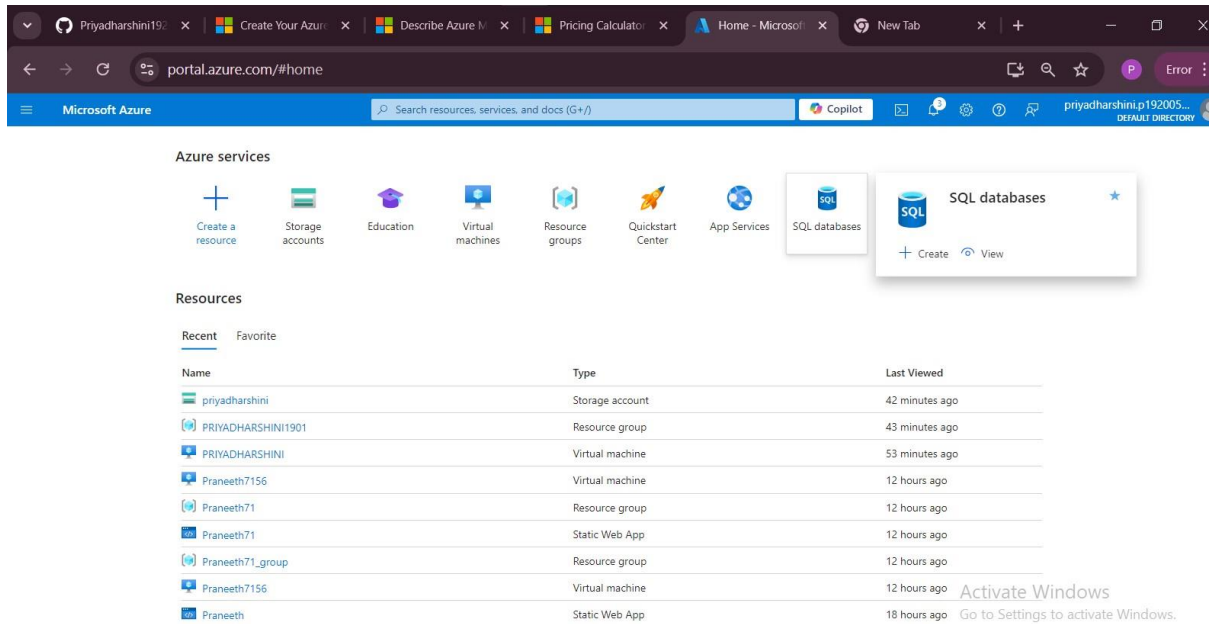 Priyadharshini192 Create Your Azure Describe Azure M Pricing Calculator Home - Microsoft New Tab
portal.azure.com/#home P Error
Microsoft Azure Search resources, services, and docs (G+/) Copilot 3 priyadharshini.p192005...
DEFAULT DIRECTORY
Azure services
SQL databases
Create a resource
Storage accounts
Education
Virtual machines
Resource groups
Quickstart Center
App Services
SQL databases
Create View
Resources
Recent Favorite
Name Type Last Viewed
priyadharshini Storage account 42 minutes ago
PRIYADHARSHINI1901 Resource group 43 minutes ago
PRIYADHARSHINI Virtual machine 53 minutes ago
Praneeth7156 Virtual machine 12 hours ago
Praneeth71 Resource group 12 hours ago
Praneeth71 Static Web App 12 hours ago
Praneeth71_group Resource group 12 hours ago
Praneeth7156 Virtual machine 12 hours ago
Activate Windows
Praneeth Static Web App 18 hours ago
Go to Settings to activate Windows.